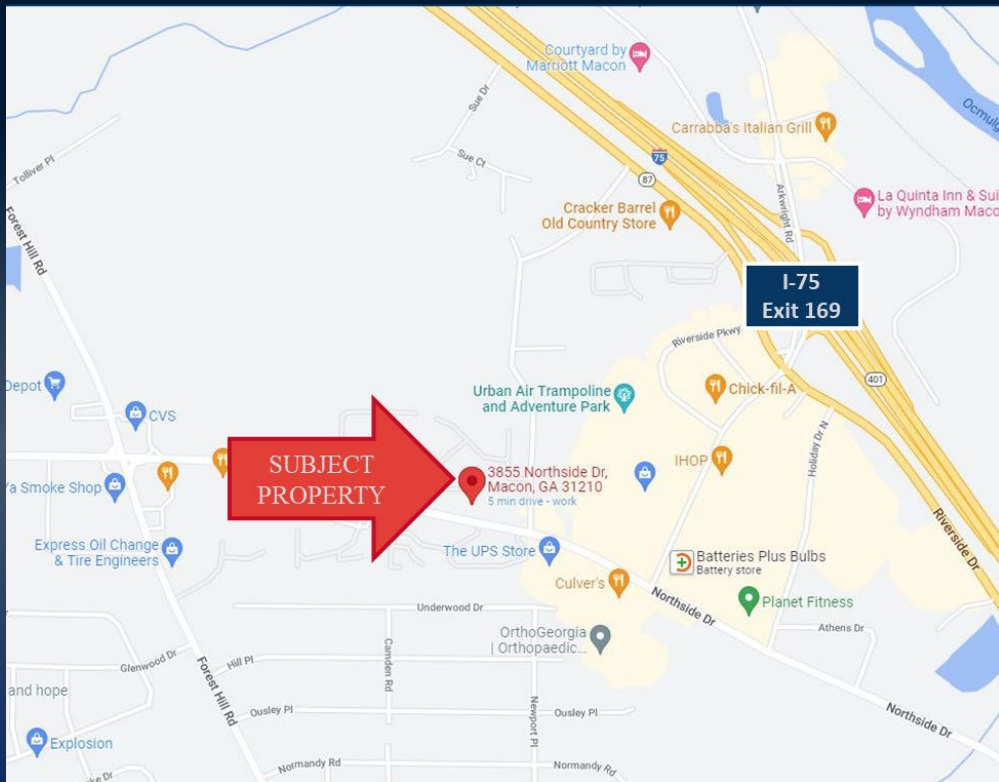 Courtyard by
Marriott Macon
Ocmulg
Sue Dr
Carrabba's Italian Grill
75
Tolliver Pl
Sue Ct
87
Arkwright Rd
La Quinta Inn & Sui
by Wyndham Maco
Cracker Barrel
Old Country Store
Forest Hill Rd
I-75
Exit 169
Riverside Pkwy
401
Depot
Urban Air Trampoline
and Adventure Park
Chick-fil-A
CVS
Holiday Dr N
SUBJECT
PROPERTY
3855 Northside Dr,
Macon, GA 31210
5 min drive - work
IHOP
Ya Smoke Shop
Riverside Dr
Express Oil Change
& Tire Engineers
The UPS Store
Batteries Plus Bulbs
Battery store
Culver's
Northside Dr
Planet Fitness
Underwood Dr
OrthoGeorgia
| Orthopaedic...
Athens Dr
Camden Rd
Glenwood Dr
Hill Pl
Forest Hill Rd
and hope
Newport Pl
Ousley Pl
Ousley Pl
Northside Dr
Explosion
Normandy Rd
Normandy Rd
ke Dr